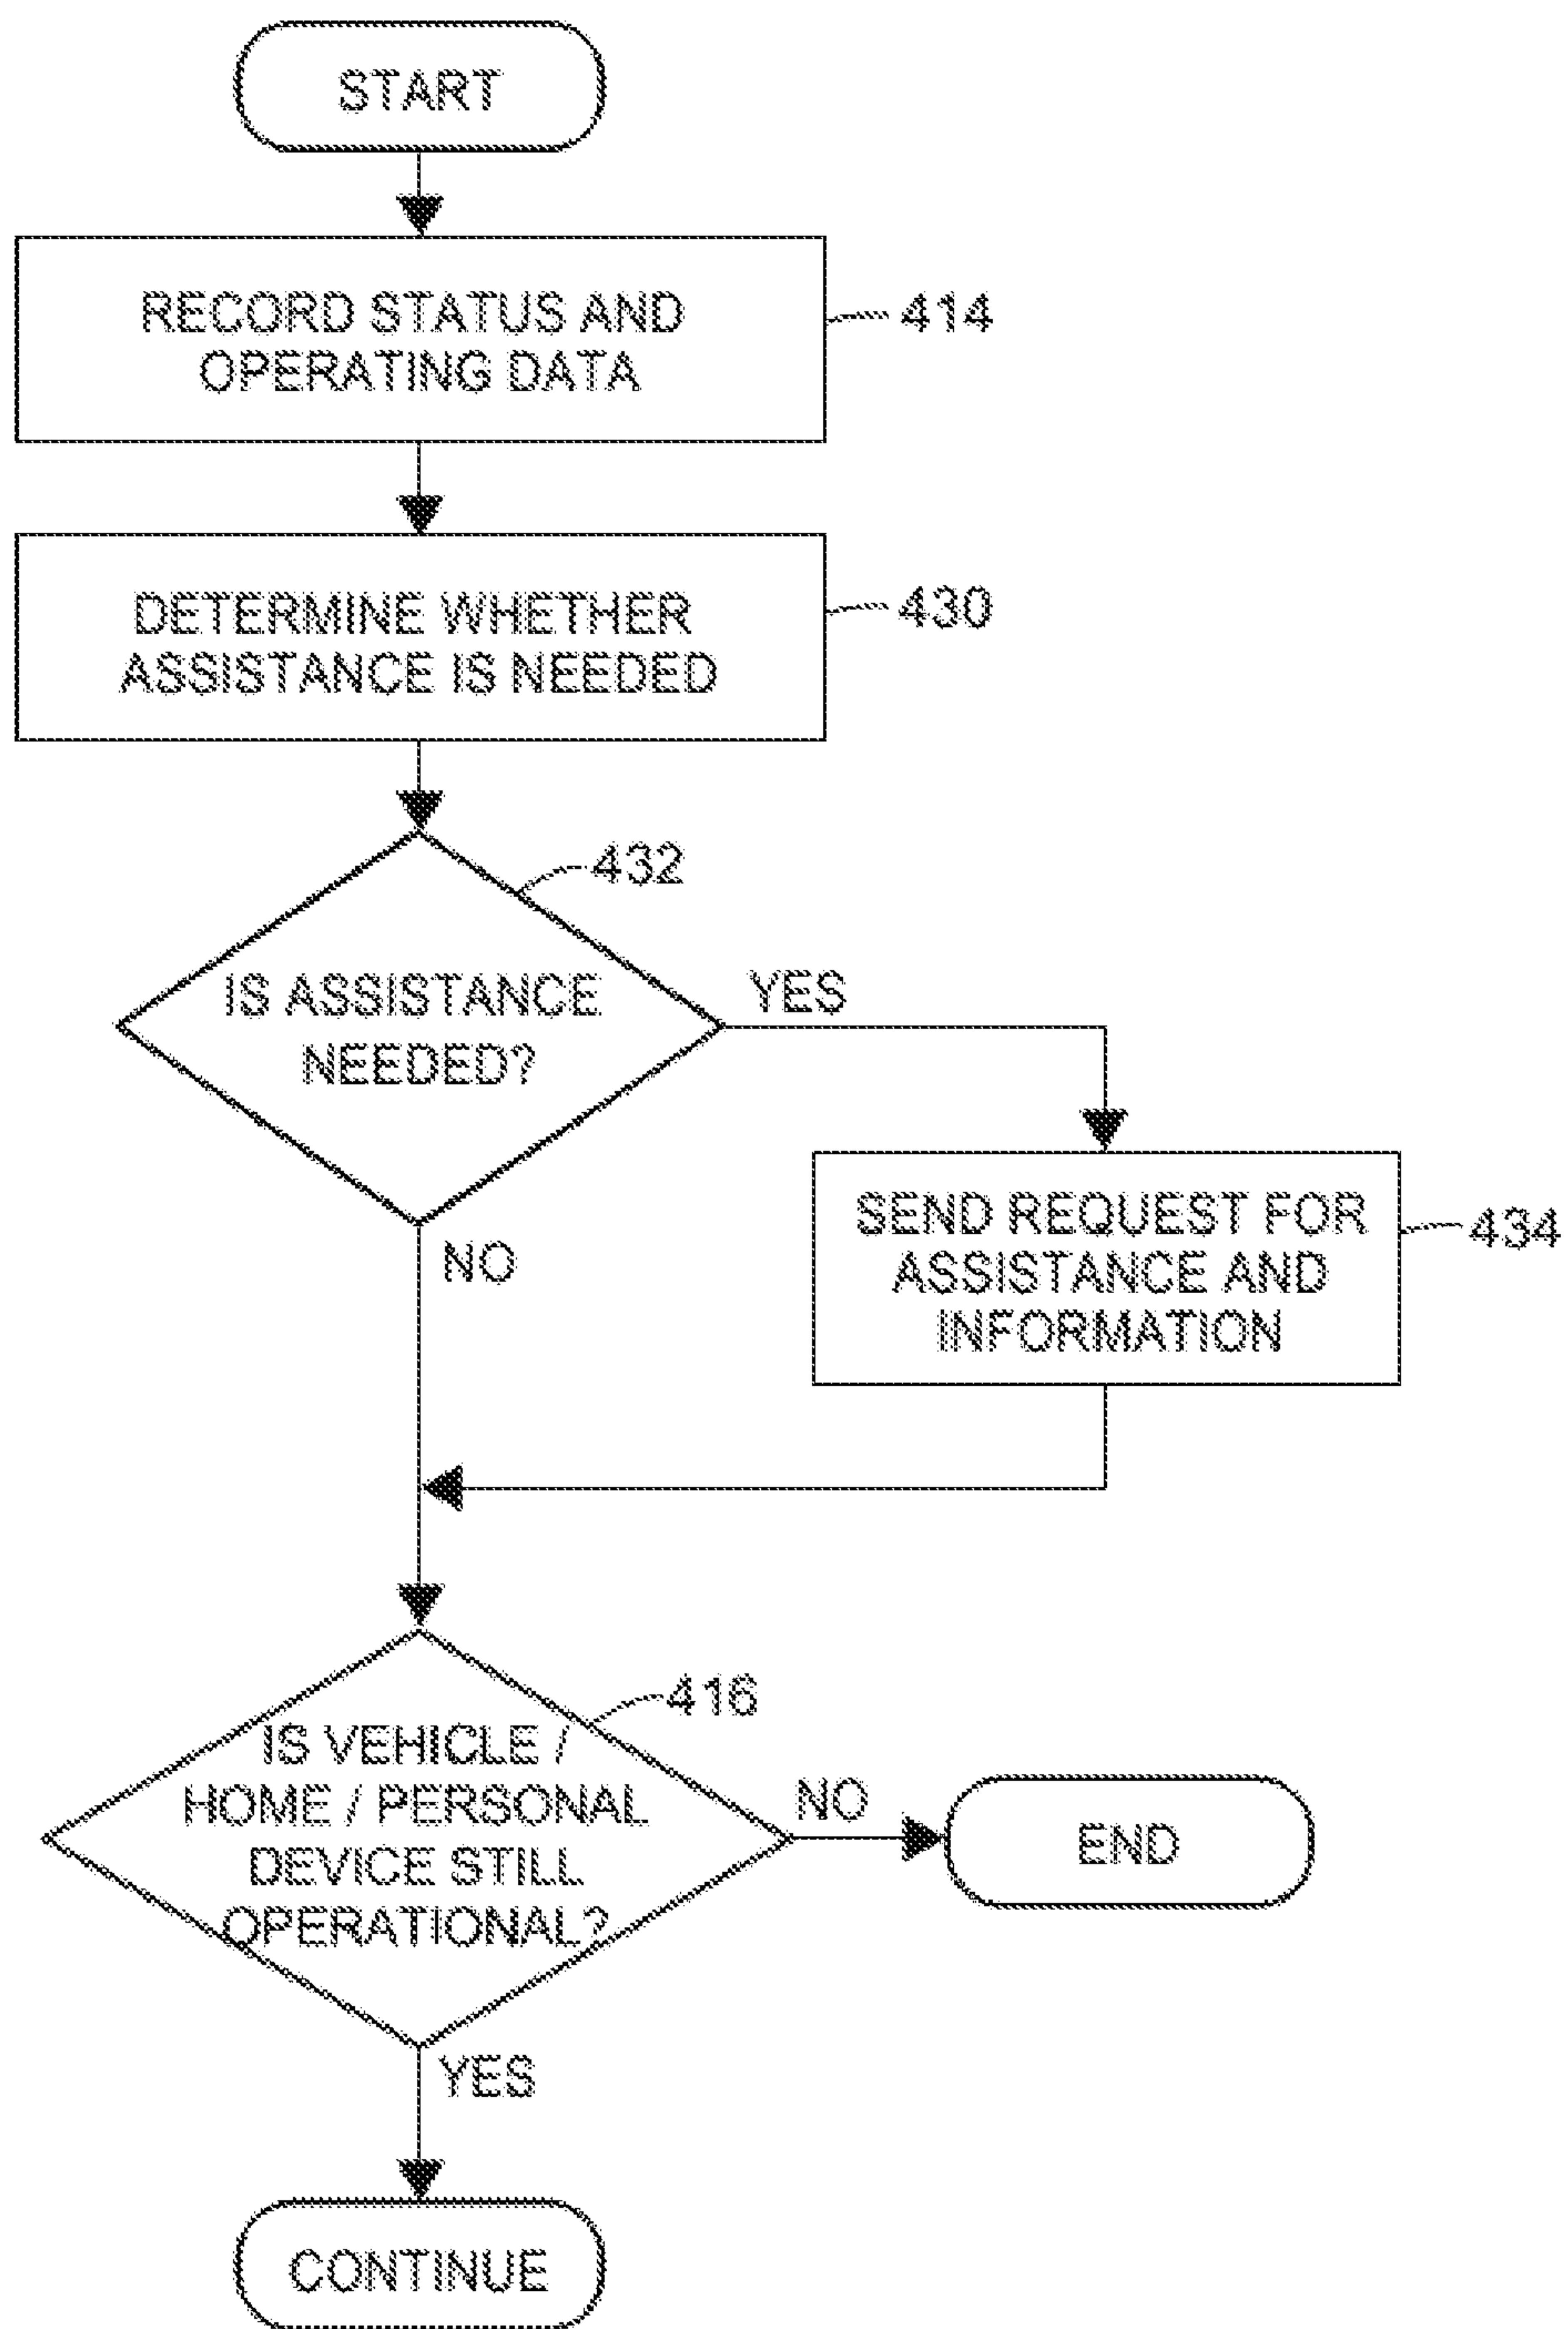 START
RECORD STATUS AND
OPERATING DATA
414
DETERMINE WHETHER
ASSISTANCE IS NEEDED
430
432
IS ASSISTANCE
NEEDED?
YES
NO
SEND REQUEST FOR
ASSISTANCE AND
INFORMATION
434
416
IS VEHICLE /
HOME / PERSONAL
DEVICE STILL
OPERATIONAL?
NO
END
YES
CONTINUE